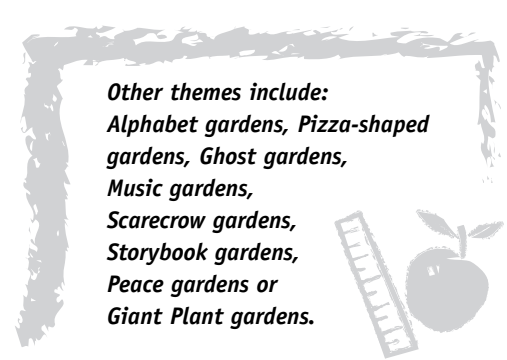 Other themes include:
Alphabet gardens, Pizza-shaped
gardens, Ghost gardens,
Music gardens,
Scarecrow gardens,
Storybook gardens,
Peace gardens or
Giant Plant gardens.